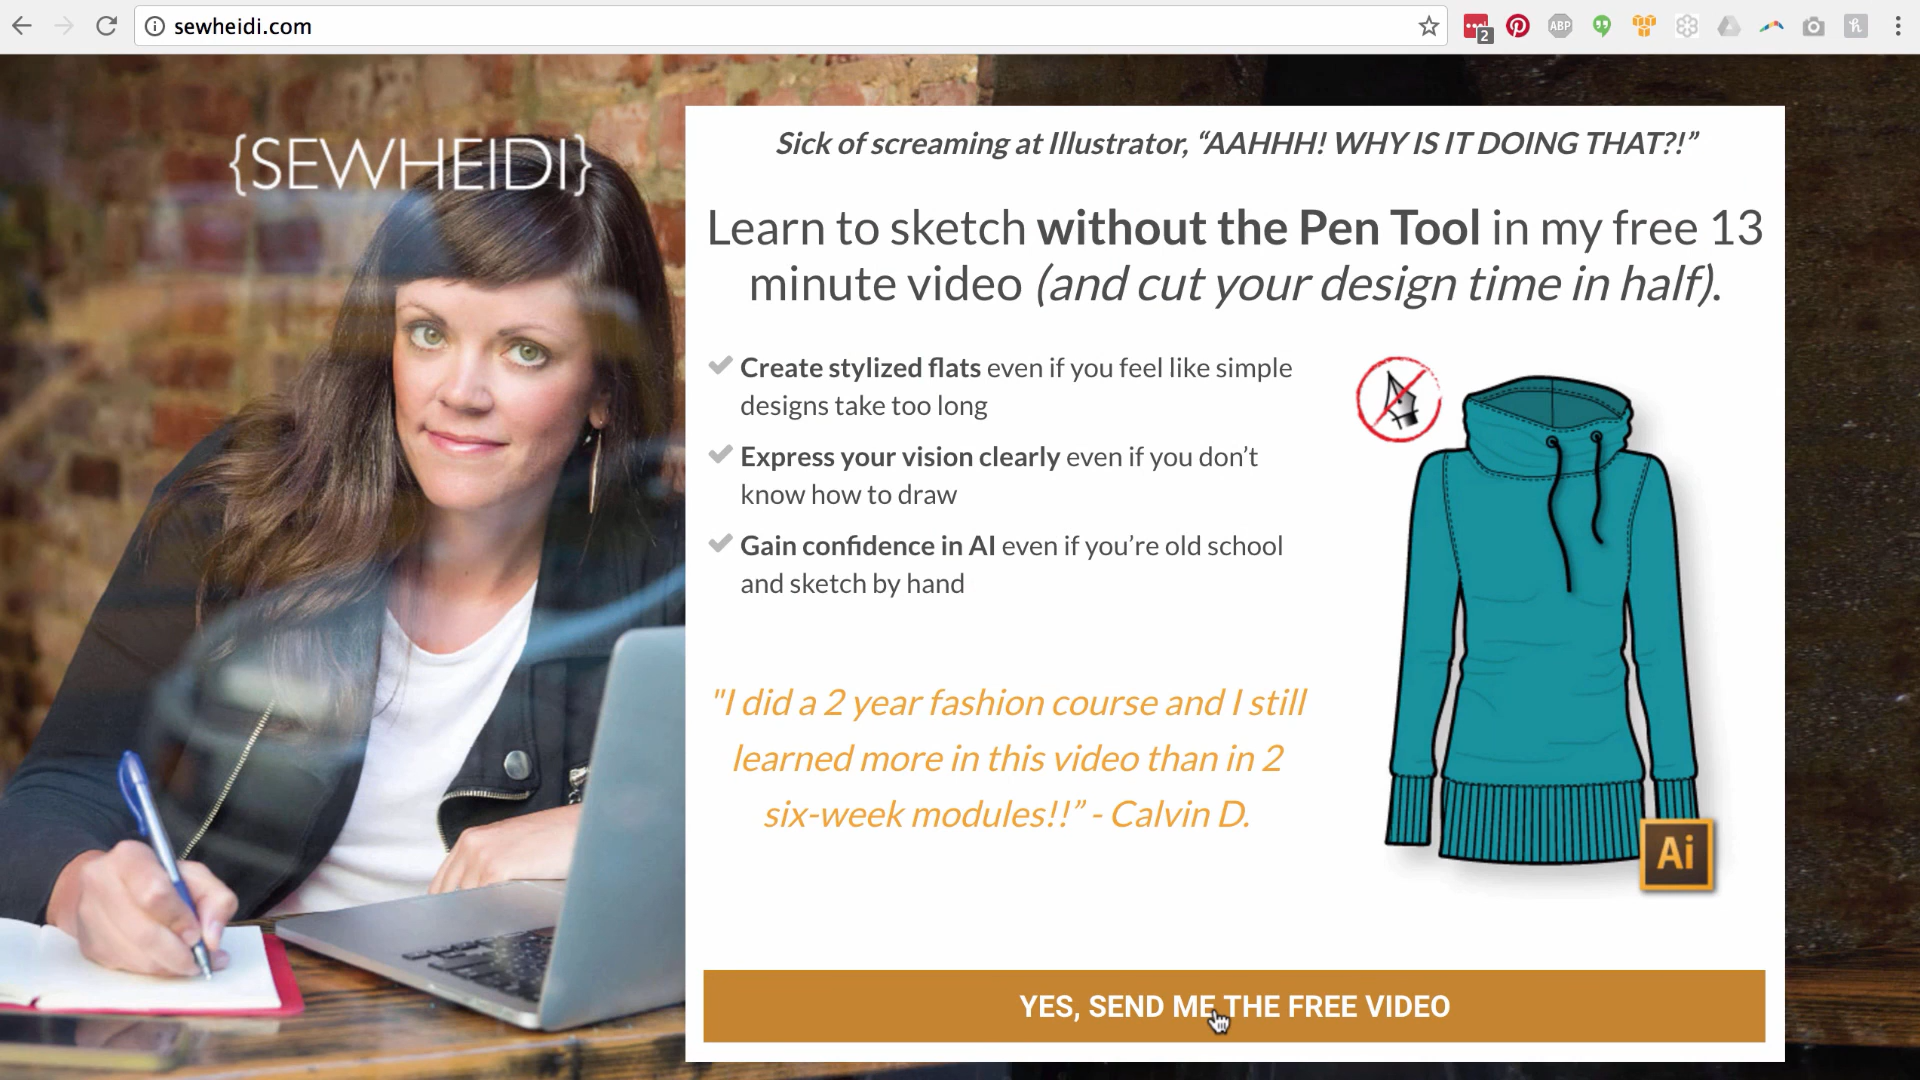 sewheidi.com
2
ABP
h
{SEWHEIDI}
Sick of screaming at Illustrator, “AAHHH! WHY IS IT DOING THAT?!”
Learn to sketch without the Pen Tool in my free 13
minute video (and cut your design time in half).
Create stylized flats even if you feel like simple
designs take too long
Express your vision clearly even if you don’t
know how to draw
Gain confidence in AI even if you’re old school
and sketch by hand
"I did a 2 year fashion course and I still
learned more in this video than in 2
six-week modules!!” - Calvin D.
Ai
YES, SEND ME THE FREE VIDEO